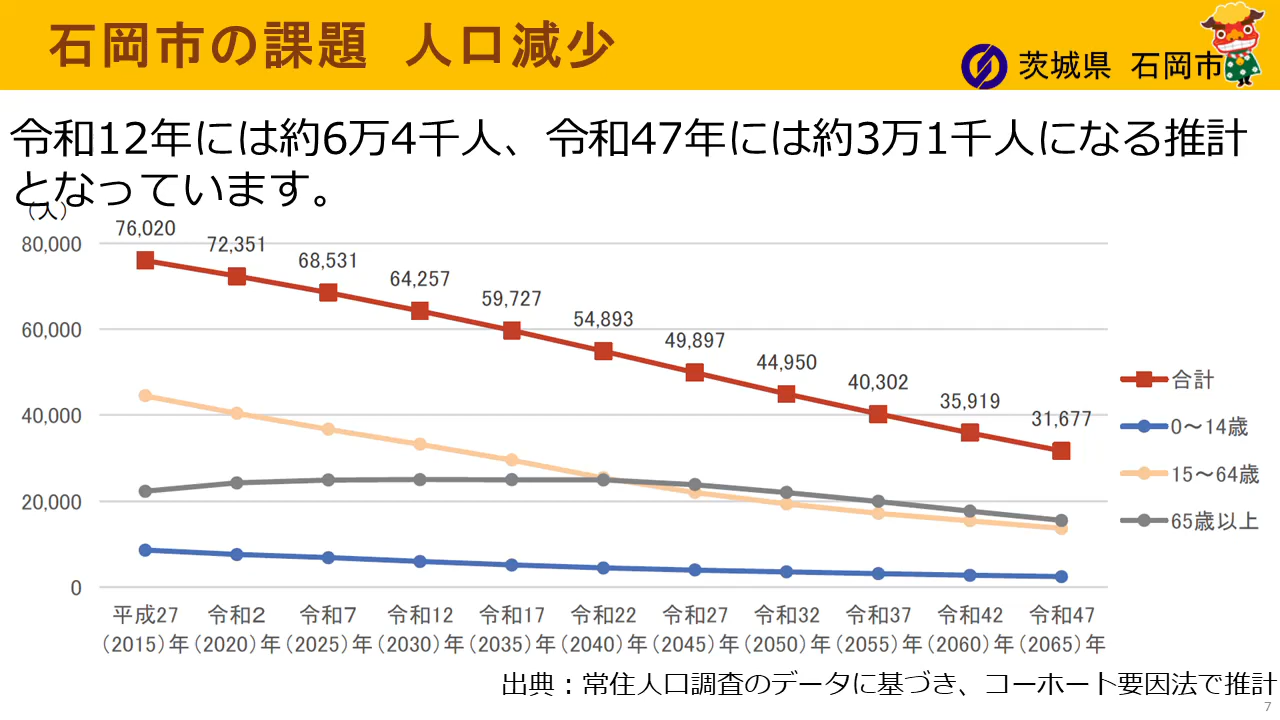 石岡市の課題　人口減少
茨城県　石岡市
令和12年には約6万4千人、令和47年には約3万1千人になる推計
となっています。
（人）
80,000
60,000
40,000
20,000
0
76,020
72,351
68,531
64,257
59,727
54,893
49,897
44,950
40,302
35,919
31,677
合計
0～14歳
15～64歳
65歳以上
平成27 令和2 令和7 令和12 令和17 令和22 令和27 令和32 令和37 令和42 令和47
（2015）年（2020）年（2025）年（2030）年（2035）年（2040）年（2045）年（2050）年（2055）年（2060）年（2065）年
出典：常住人口調査のデータに基づき、コーホート要因法で推計
7